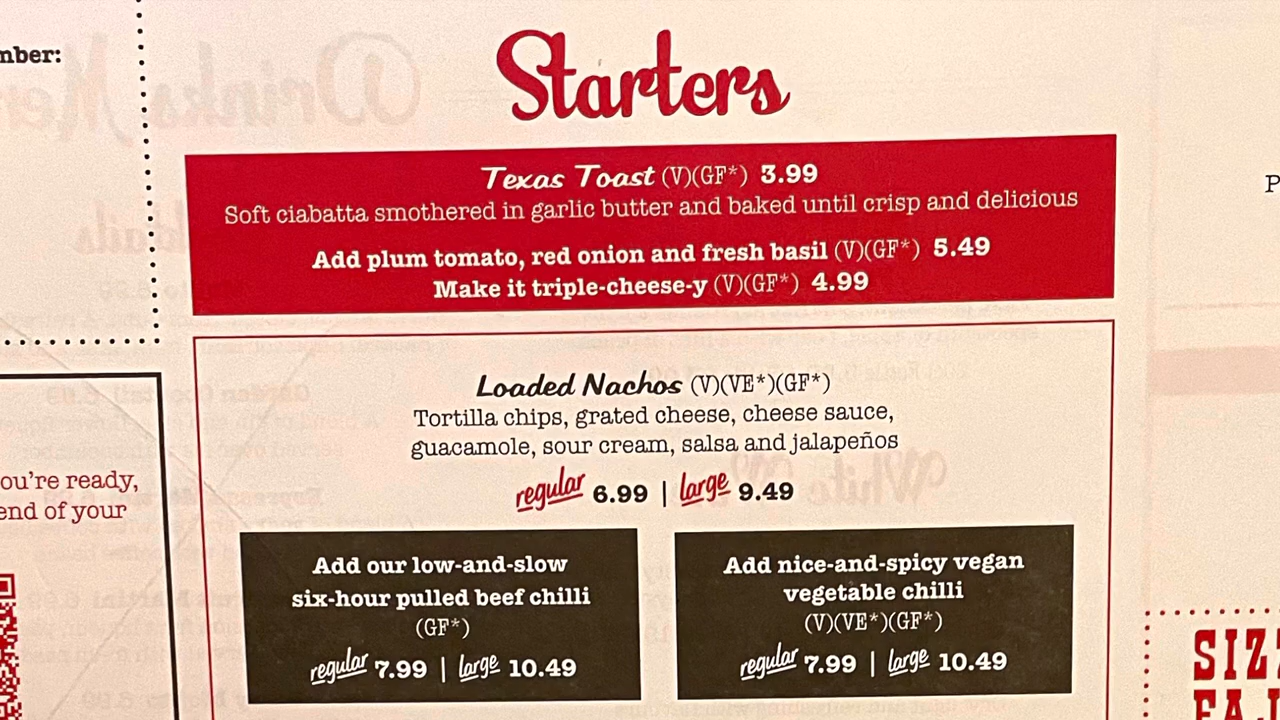 mber:
Starters
Texas Toast (V)(GF*) 3.99
Soft ciabatta smothered in garlic butter and baked until crisp and delicious
Add plum tomato, red onion and fresh basil (V)(GF*) 5.49
Make it triple-cheese-y (V)(GF*) 4.99
Loaded Nachos (V)(VE*)(GF*)
Tortilla chips, grated cheese, cheese sauce,
guacamole, sour cream, salsa and jalapeños
regular 6.99 | large 9.49
Add our low-and-slow
six-hour pulled beef chilli
(GF*)
regular 7.99 | large 10.49
Add nice-and-spicy vegan
vegetable chilli
(V)(VE*)(GF*)
regular 7.99 | large 10.49
ou're ready,
end of your
P
SIZZ
FAJ